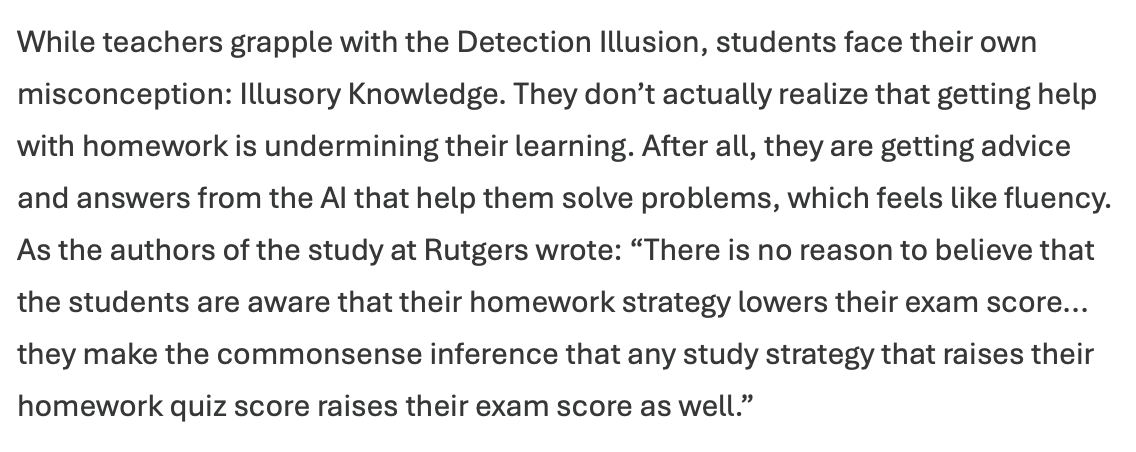 While teachers grapple with the Detection Illusion, students face their own
misconception: Illusory Knowledge. They don’t actually realize that getting help
with homework is undermining their learning. After all, they are getting advice
and answers from the AI that help them solve problems, which feels like fluency.
As the authors of the study at Rutgers wrote: “There is no reason to believe that
the students are aware that their homework strategy lowers their exam score...
they make the commonsense inference that any study strategy that raises their
homework quiz score raises their exam score as well.”